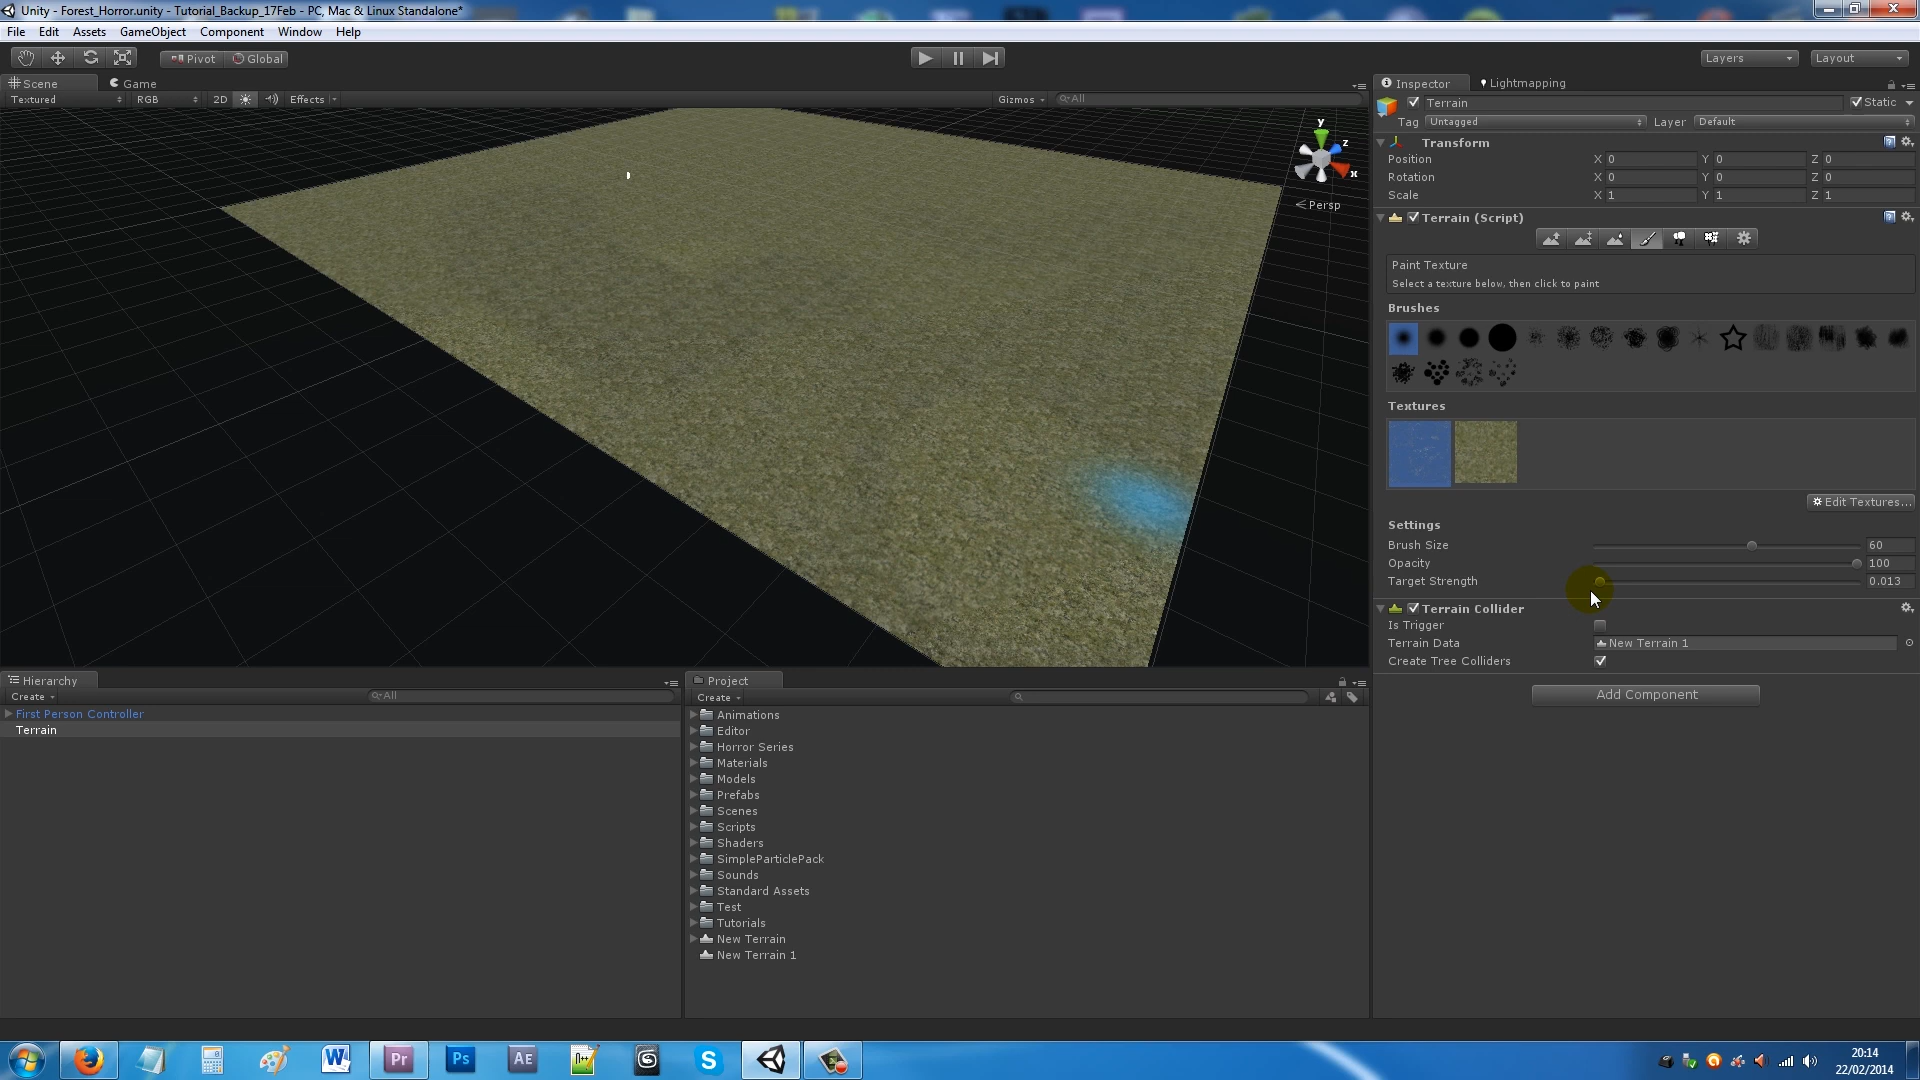 Unity - Forest_Horror.unity - Tutorial_Backup_17Feb - PC, Mac & Linux Standalone*
File Edit Assets GameObject Component Window Help
Pivot Global Layers Layout
Scene Game
Textured RGB 2D Effects Gizmos All
y
z
x
Persp
Inspector Lightmapping
Terrain Static
Tag Untagged Layer Default
Transform
Position X 0 Y 0 Z 0
Rotation X 0 Y 0 Z 0
Scale X 1 Y 1 Z 1
Terrain (Script)
Paint Texture
Select a texture below, then click to paint
Brushes
Textures
Edit Textures...
Settings
Brush Size 60
Opacity 100
Target Strength 0.013
Terrain Collider
Is Trigger
Terrain Data New Terrain 1
Create Tree Colliders
Add Component
Hierarchy
Create All
First Person Controller
Terrain
Project
Create
Animations
Editor
Horror Series
Materials
Models
Prefabs
Scenes
Scripts
Shaders
SimpleParticlePack
Sounds
Standard Assets
Test
Tutorials
New Terrain
New Terrain 1
W Pr Ps AE S
20:14
22/02/2014